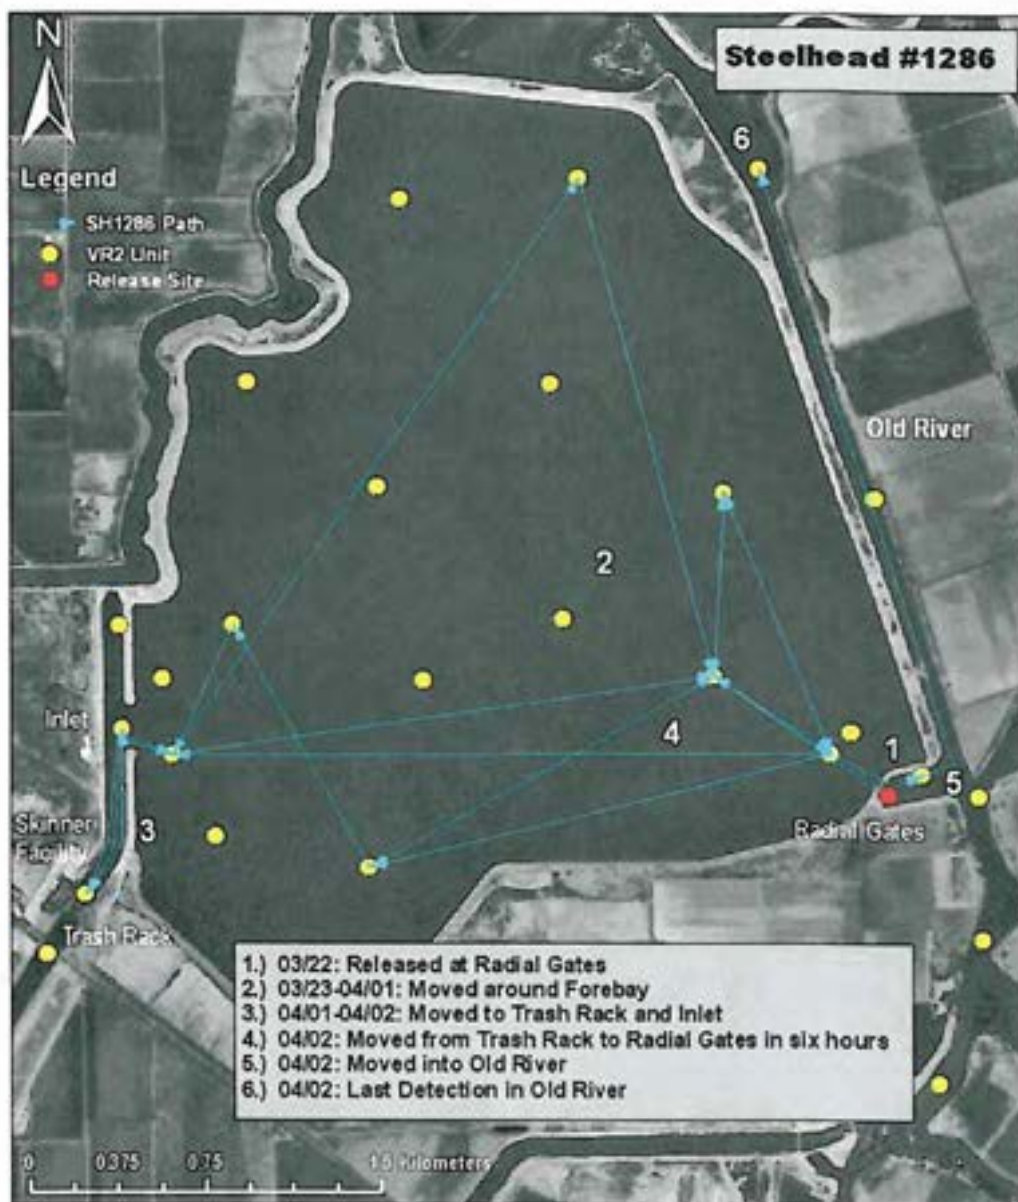 Steelhead #1286
N
6
Legend
SH1286 Path
VR2 Unit
Release Site
Old River
2
Inlet
4
1
5
Skinner Facility
3
Radial Gates
Trash Rack
1.) 03/22: Released at Radial Gates
2.) 03/23-04/01: Moved around Forebay
3.) 04/01-04/02: Moved to Trash Rack and Inlet
4.) 04/02: Moved from Trash Rack to Radial Gates in six hours
5.) 04/02: Moved into Old River
6.) 04/02: Last Detection in Old River
0 0.375 0.75 1.5 Kilometers